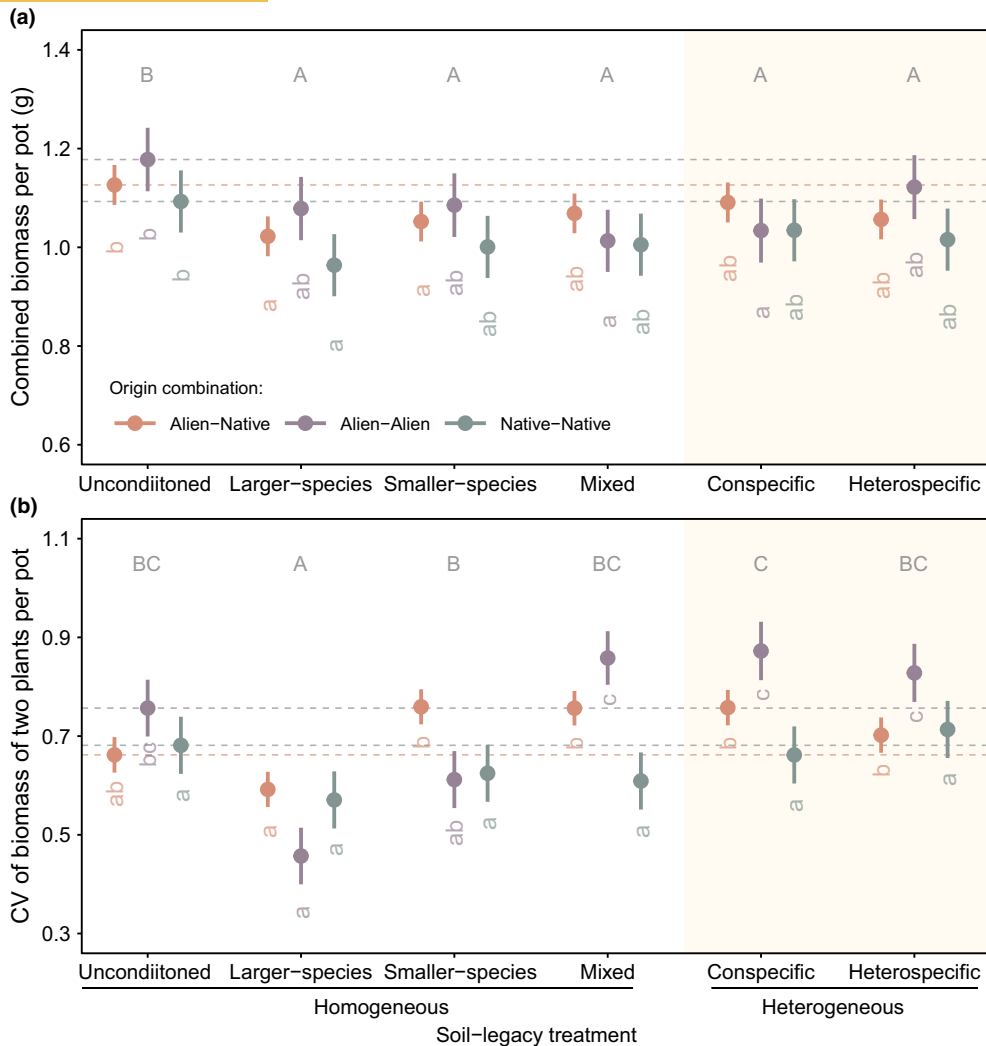 (a)
Combined biomass per pot (g)
1.4
1.2
1.0
0.8
0.6
B A A A A A
b b b
a ab a
a ab ab
ab a ab
ab a ab
ab ab ab
Origin combination:
Alien−Native Alien−Alien Native−Native
Uncondiitoned Larger−species Smaller−species Mixed Conspecific Heterospecific
(b)
CV of biomass of two plants per pot
1.1
0.9
0.7
0.5
0.3
BC A B BC C BC
ab bc a
a a a
b ab a
b c a
b c a
b c a
Uncondiitoned Larger−species Smaller−species Mixed Conspecific Heterospecific
Homogeneous Heterogeneous
Soil−legacy treatment